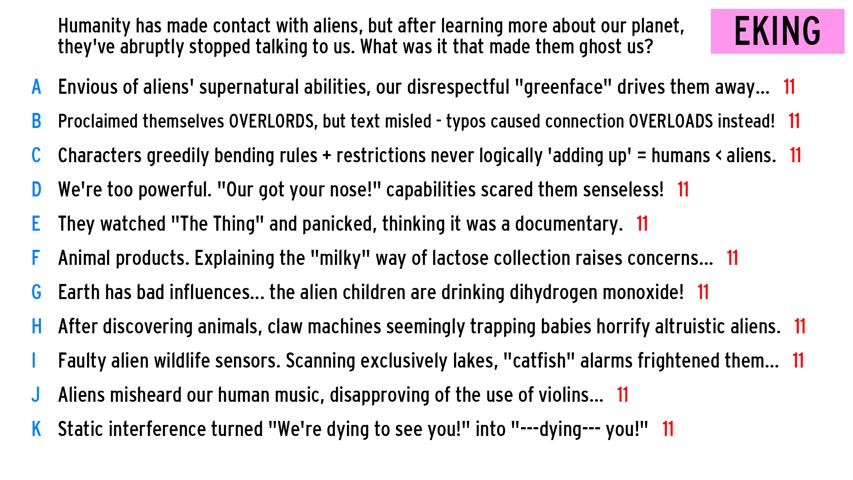 Humanity has made contact with aliens, but after learning more about our planet,
they've abruptly stopped talking to us. What was it that made them ghost us?
EKING
A Envious of aliens' supernatural abilities, our disrespectful "greenface" drives them away... 11
B Proclaimed themselves OVERLORDS, but text misled - typos caused connection OVERLOADS instead! 11
C Characters greedily bending rules + restrictions never logically 'adding up' = humans < aliens. 11
D We're too powerful. "Our got your nose!" capabilities scared them senseless! 11
E They watched "The Thing" and panicked, thinking it was a documentary. 11
F Animal products. Explaining the "milky" way of lactose collection raises concerns... 11
G Earth has bad influences... the alien children are drinking dihydrogen monoxide! 11
H After discovering animals, claw machines seemingly trapping babies horrify altruistic aliens. 11
I Faulty alien wildlife sensors. Scanning exclusively lakes, "catfish" alarms frightened them... 11
J Aliens misheard our human music, disapproving of the use of violins... 11
K Static interference turned "We're dying to see you!" into "---dying--- you!" 11